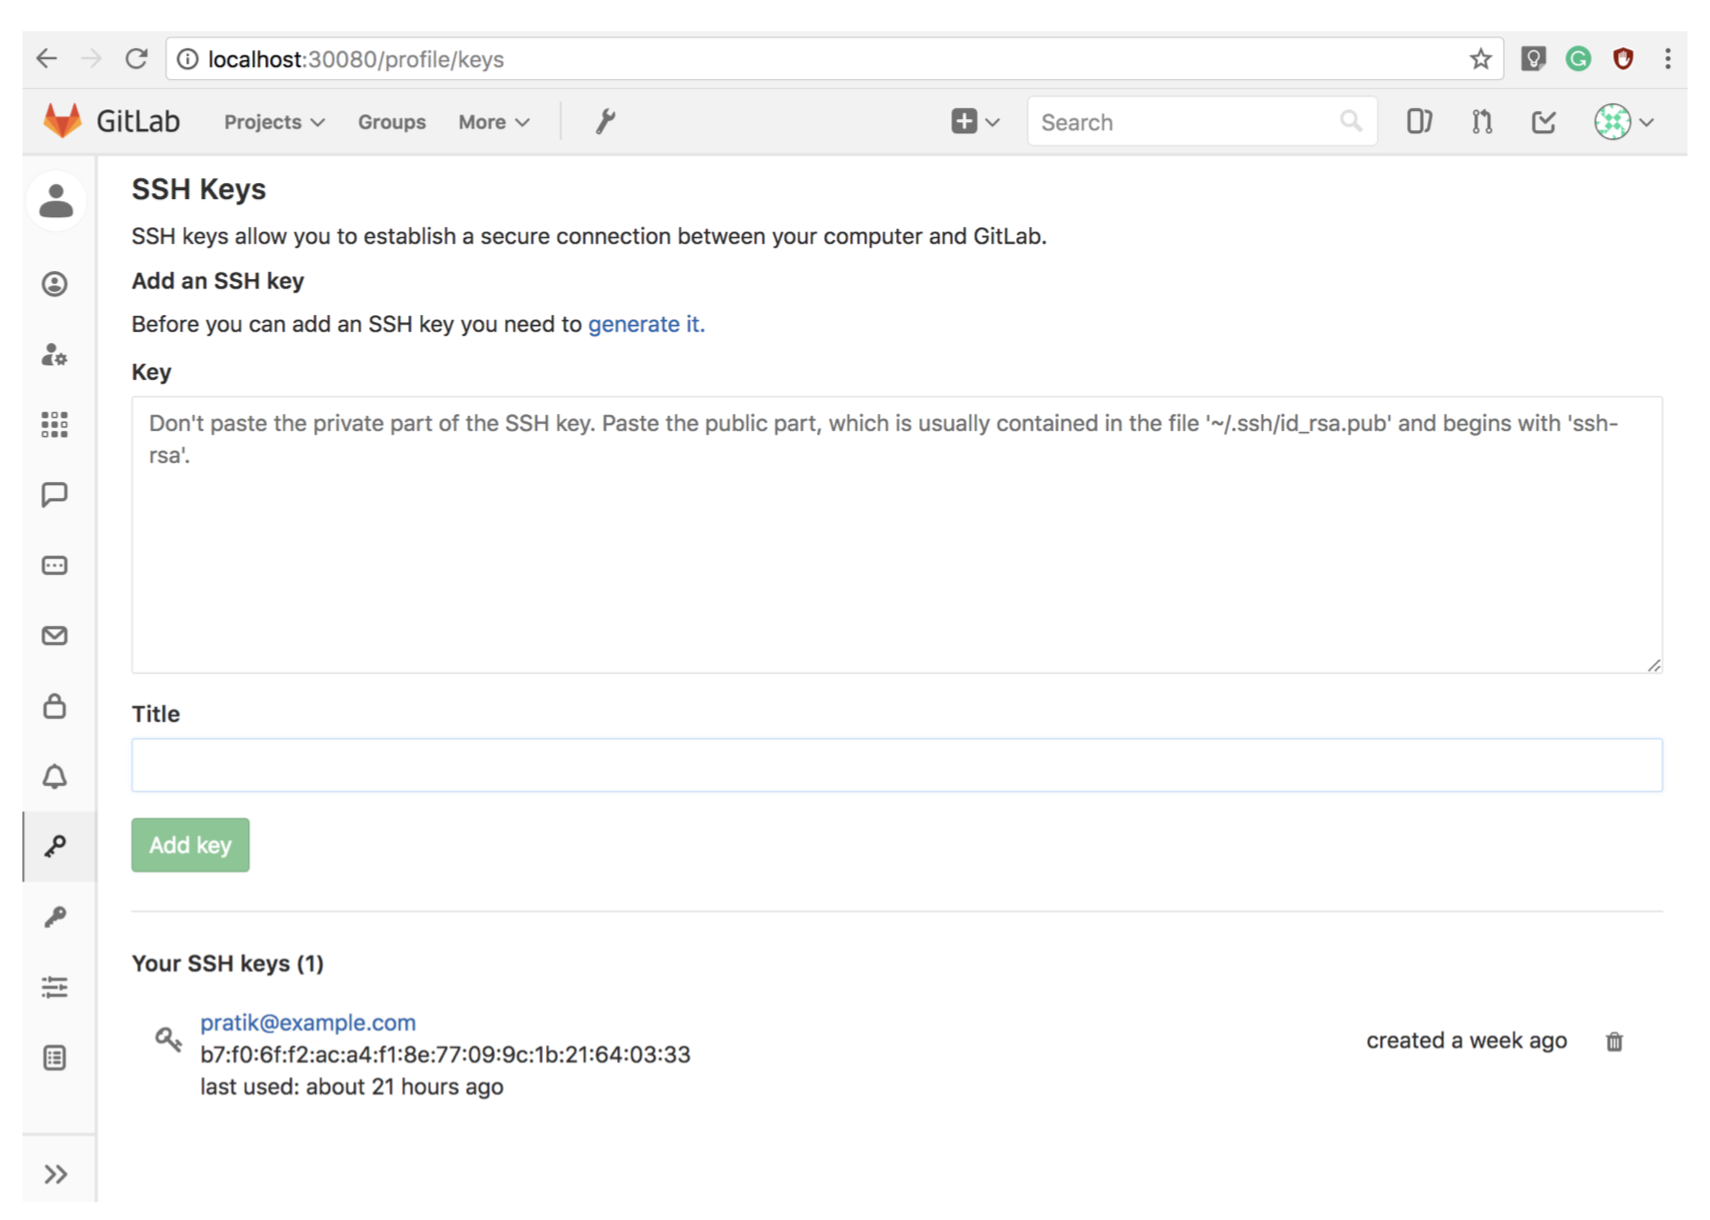 localhost:30080/profile/keys
GitLab Projects Groups More Search
SSH Keys
SSH keys allow you to establish a secure connection between your computer and GitLab.
Add an SSH key
Before you can add an SSH key you need to generate it.
Key
Don't paste the private part of the SSH key. Paste the public part, which is usually contained in the file '~/.ssh/id_rsa.pub' and begins with 'ssh-
rsa'.
Title
Add key
Your SSH keys (1)
pratik@example.com
b7:f0:6f:f2:ac:a4:f1:8e:77:09:9c:1b:21:64:03:33
created a week ago
last used: about 21 hours ago